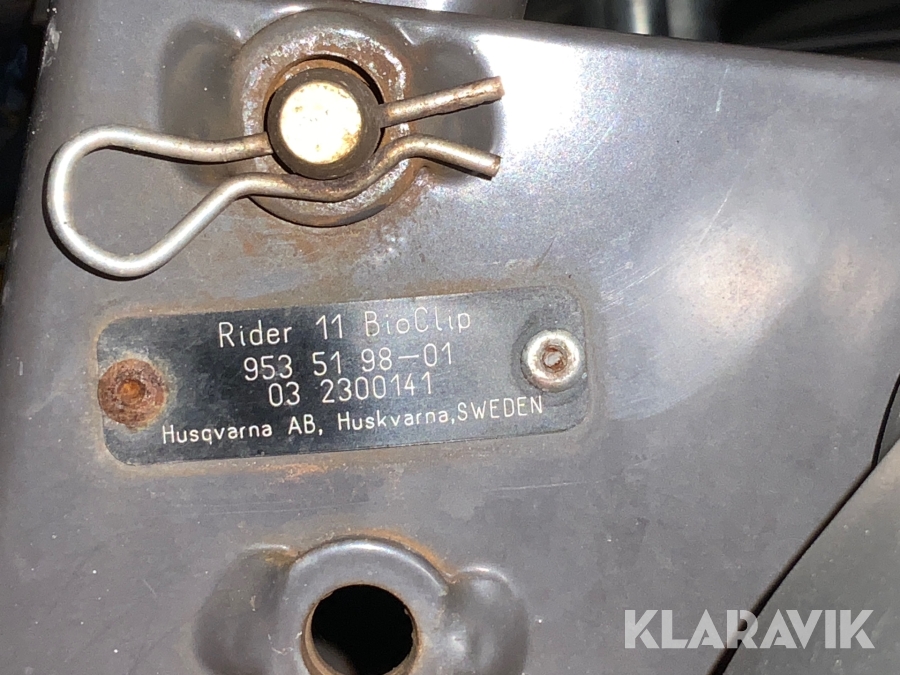 Rider 11 BioClip
953 51 98-01
03 2300141
Husqvarna AB, Huskvarna,SWEDEN
KLARAVIK